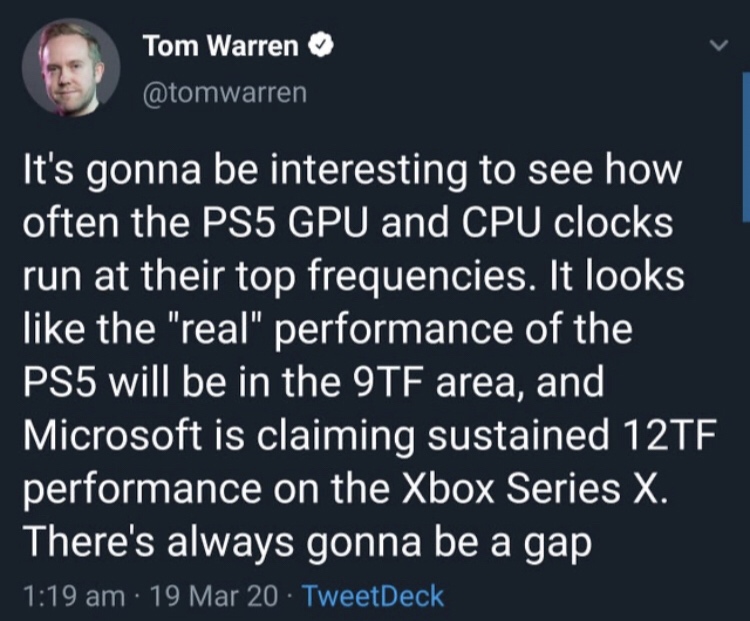 Tom Warren
@tomwarren
It's gonna be interesting to see how
often the PS5 GPU and CPU clocks
run at their top frequencies. It looks
like the "real" performance of the
PS5 will be in the 9TF area, and
Microsoft is claiming sustained 12TF
performance on the Xbox Series X.
There's always gonna be a gap
1:19 am · 19 Mar 20 · TweetDeck